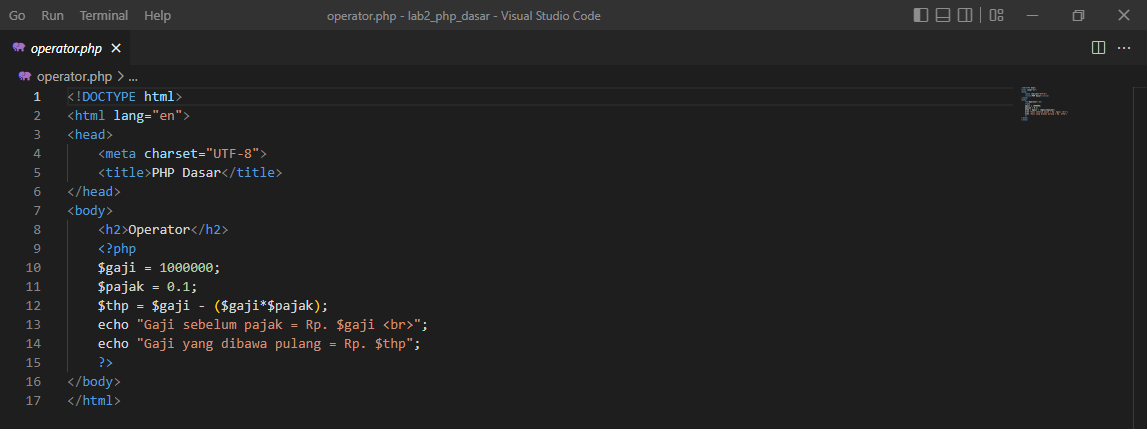 Go Run Terminal Help operator.php - lab2_php_dasar - Visual Studio Code
operator.php
operator.php > ...
1 <!DOCTYPE html>
2 <html lang="en">
3 <head>
4     <meta charset="UTF-8">
5     <title>PHP Dasar</title>
6 </head>
7 <body>
8     <h2>Operator</h2>
9     <?php
10     $gaji = 1000000;
11     $pajak = 0.1;
12     $thp = $gaji - ($gaji*$pajak);
13     echo "Gaji sebelum pajak = Rp. $gaji <br>";
14     echo "Gaji yang dibawa pulang = Rp. $thp";
15     ?>
16 </body>
17 </html>